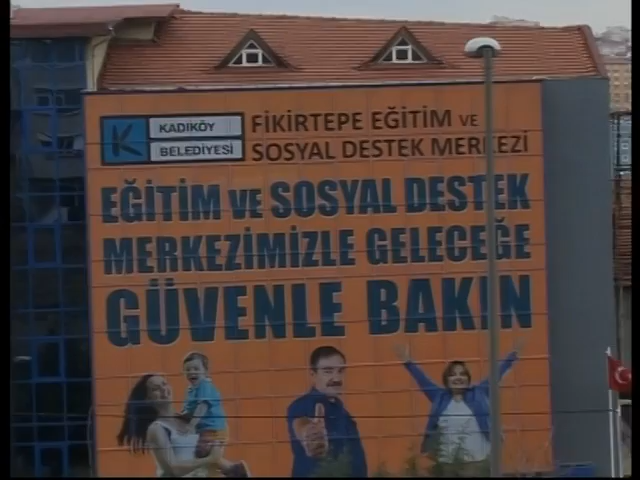 KADIKÖY
BELEDİYESİ
FİKİRTEPE EĞİTİM VE
SOSYAL DESTEK MERKEZİ
EĞİTİM VE SOSYAL DESTEK
MERKEZİMİZLE GELECEĞE
GÜVENLE BAKIN